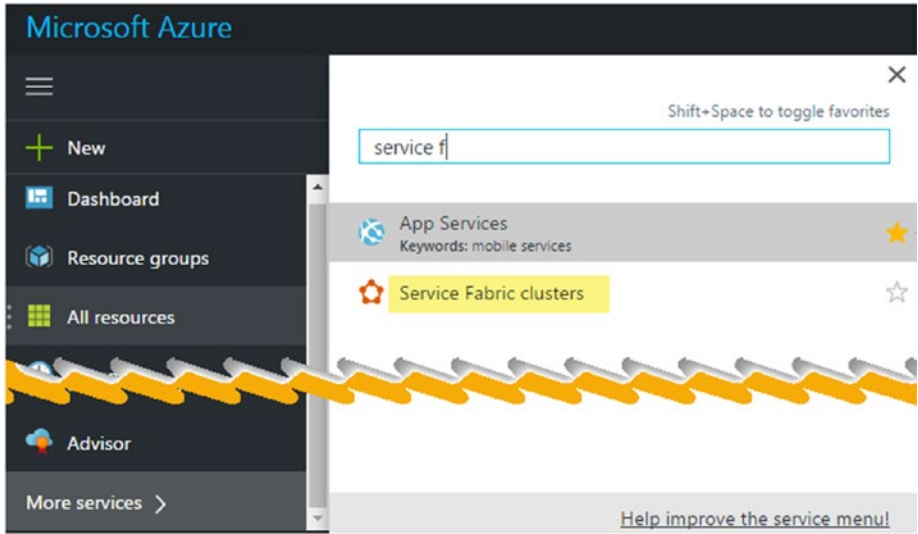 Microsoft Azure
New
Dashboard
Resource groups
All resources
Advisor
More services
Shift+Space to toggle favorites
service f
App Services
Keywords: mobile services
Service Fabric clusters
Help improve the service menu!